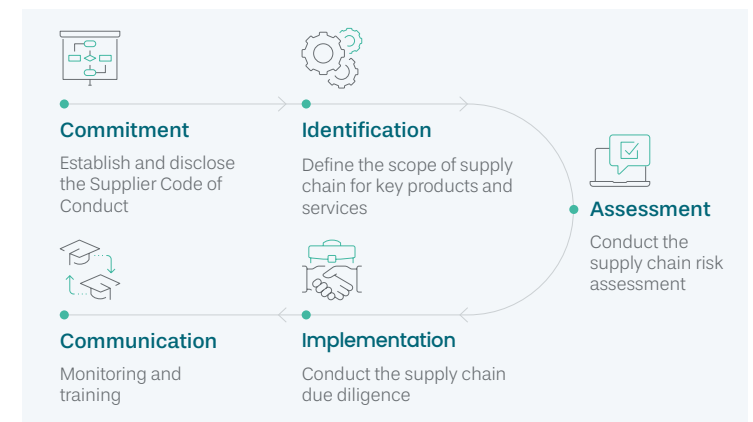 Commitment
Establish and disclose
the Supplier Code of
Conduct
Identification
Define the scope of supply
chain for key products and
services
Assessment
Conduct the
supply chain risk
assessment
Implementation
Conduct the supply chain
due diligence
Communication
Monitoring and
training